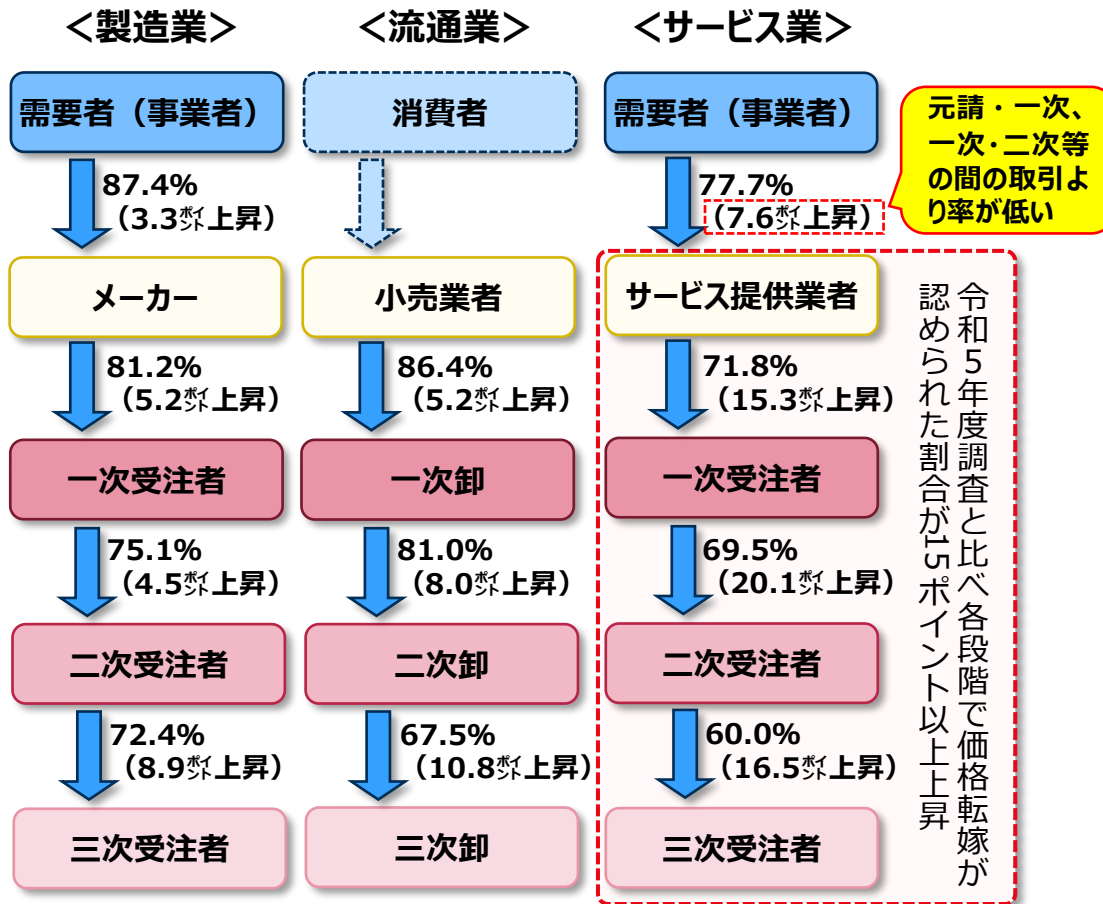 ＜製造業＞
需要者（事業者）
87.4%
（3.3㌽上昇）
メーカー
81.2%
（5.2㌽上昇）
一次受注者
75.1%
（4.5㌽上昇）
二次受注者
72.4%
（8.9㌽上昇）
三次受注者
＜流通業＞
消費者
小売業者
86.4%
（5.2㌽上昇）
一次卸
81.0%
（8.0㌽上昇）
二次卸
67.5%
（10.8㌽上昇）
三次卸
＜サービス業＞
需要者（事業者）
77.7%
（7.6㌽上昇）
元請・一次、
一次・二次等
の間の取引よ
り率が低い
サービス提供業者
71.8%
（15.3㌽上昇）
一次受注者
69.5%
（20.1㌽上昇）
二次受注者
60.0%
（16.5㌽上昇）
三次受注者
令和５年度調査と比べ各段階で価格転嫁が
認められた割合が15ポイント以上上昇